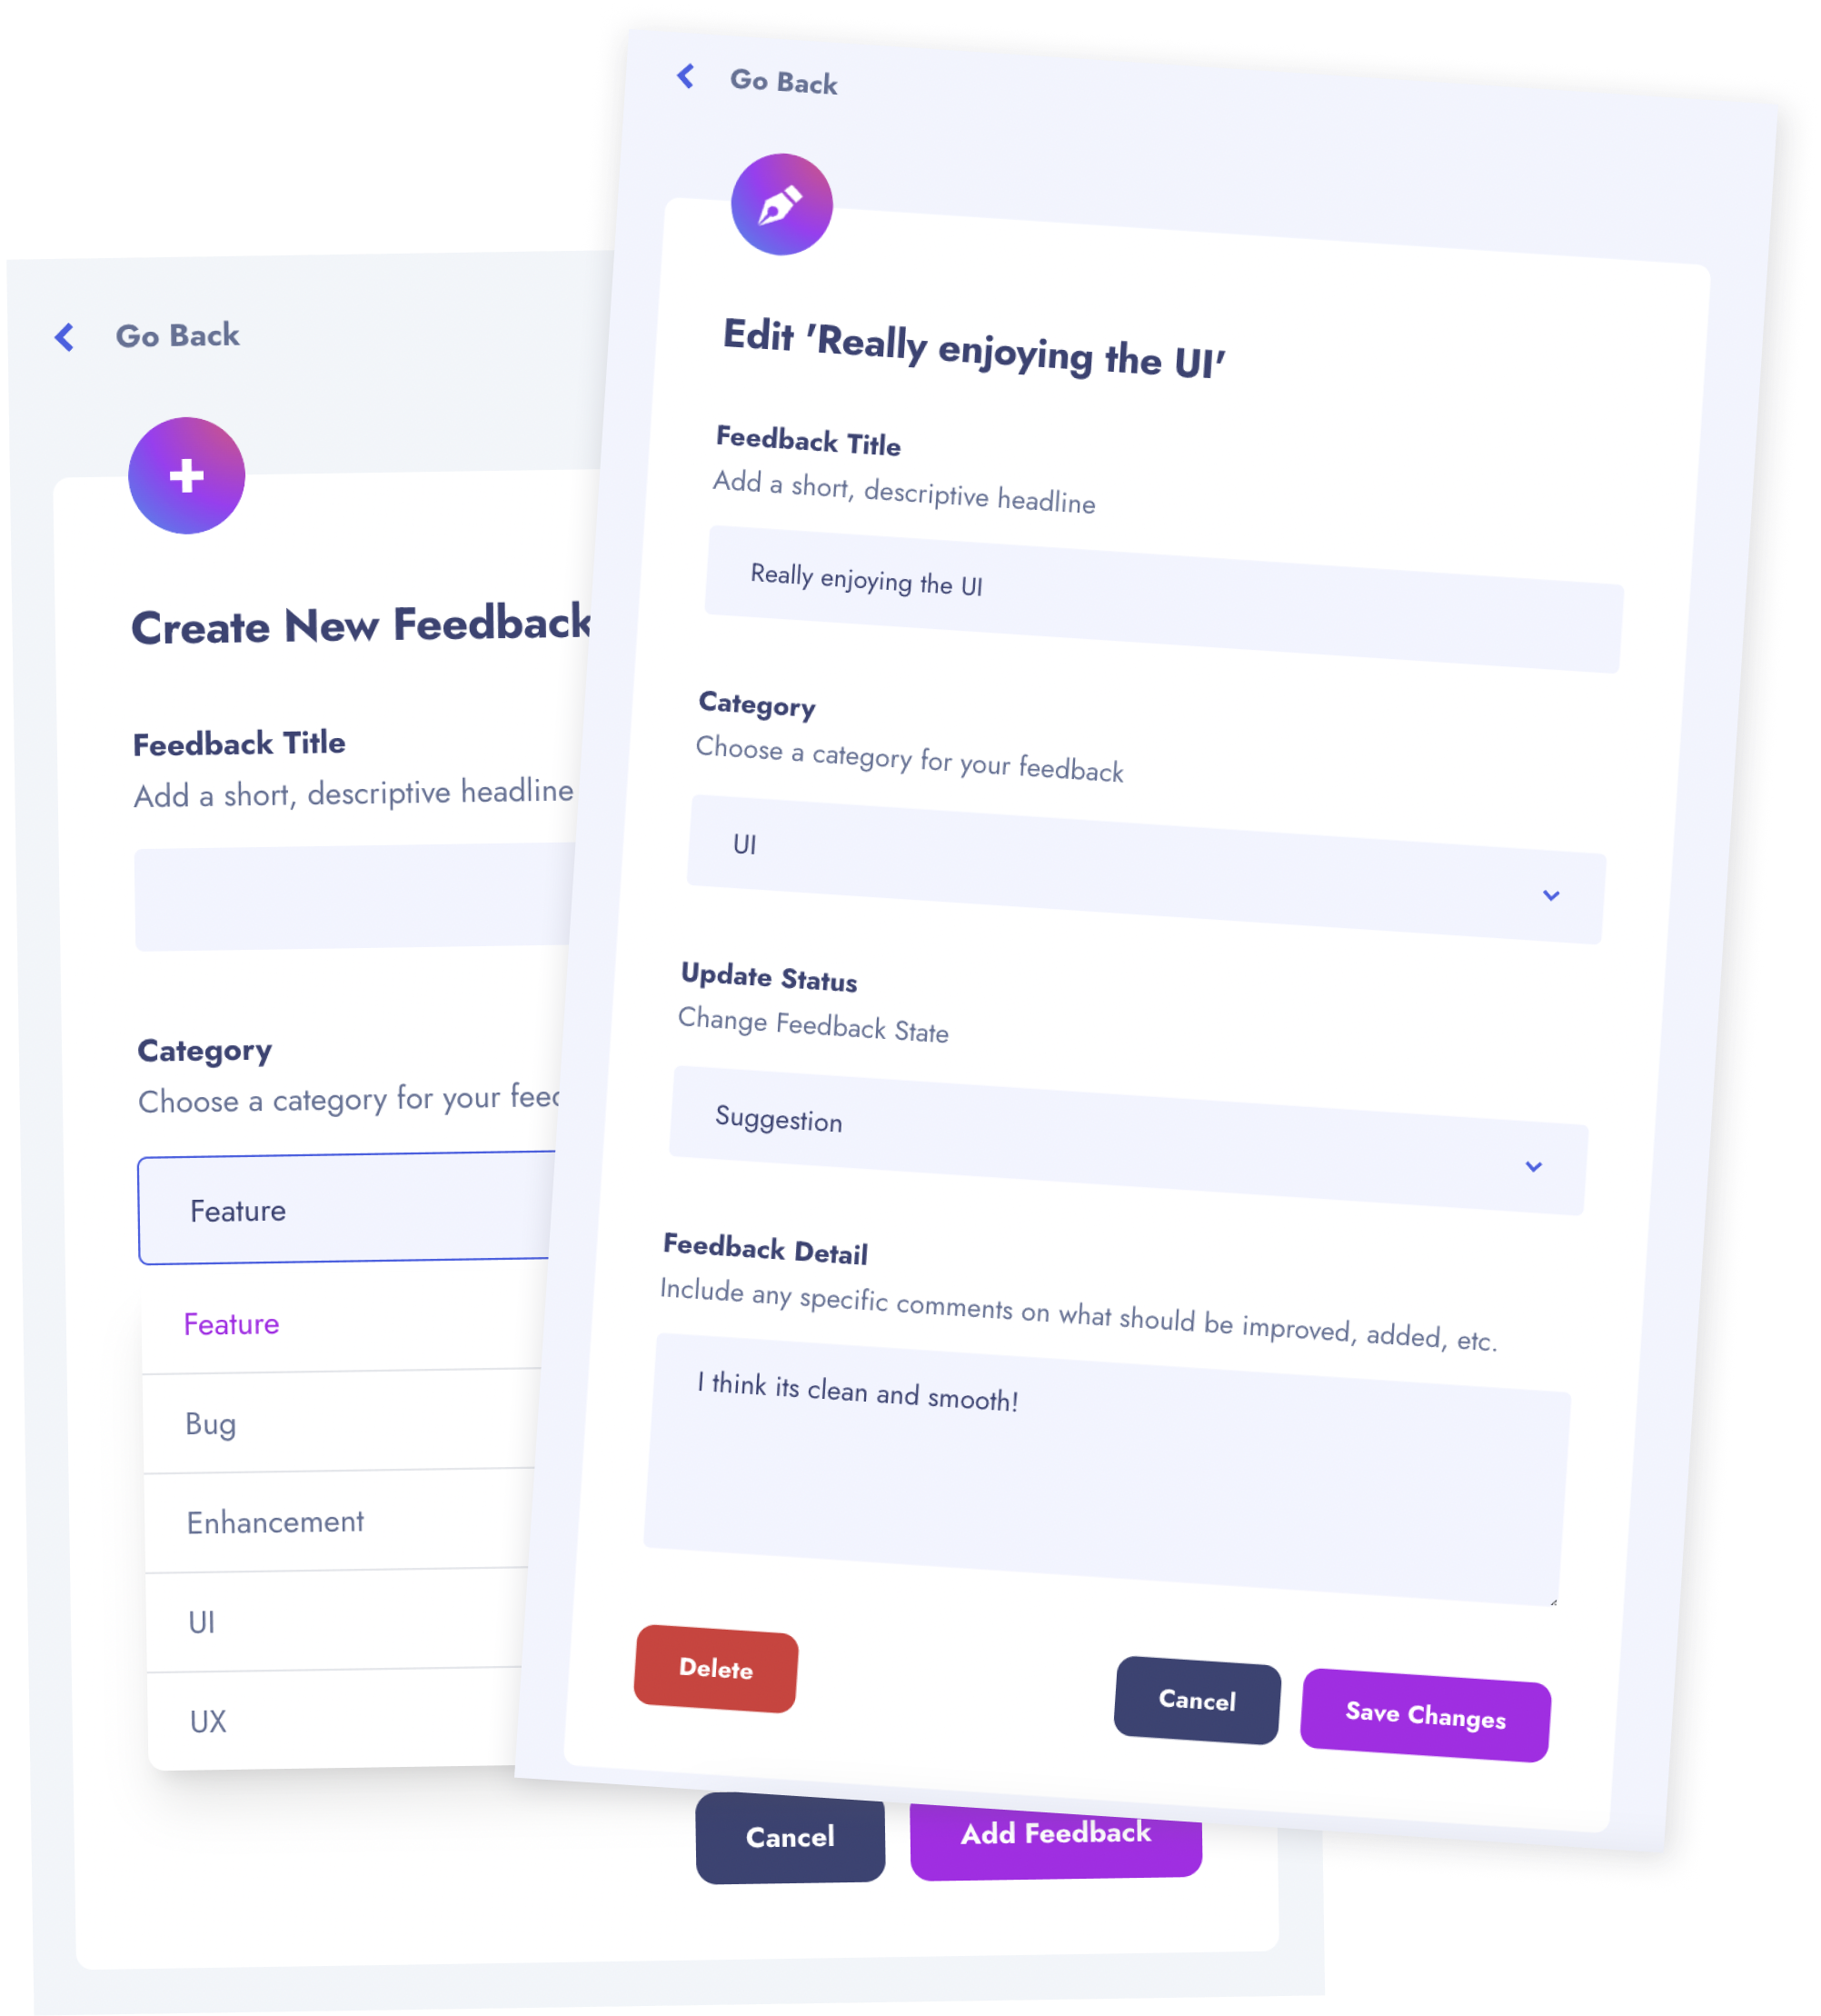 Go Back
Create New Feedback
Feedback Title
Add a short, descriptive headline
Category
Choose a category for your
Feature
Feature
Bug
Enhancement
UI
UX
Cancel
Add Feedback
Go Back
Edit 'Really enjoying the UI'
Feedback Title
Add a short, descriptive headline
Really enjoying the UI
Category
Choose a category for your feedback
UI
Update Status
Change Feedback State
Suggestion
Feedback Detail
Include any specific comments on what should be improved, added, etc.
I think its clean and smooth!
Delete
Cancel
Save Changes